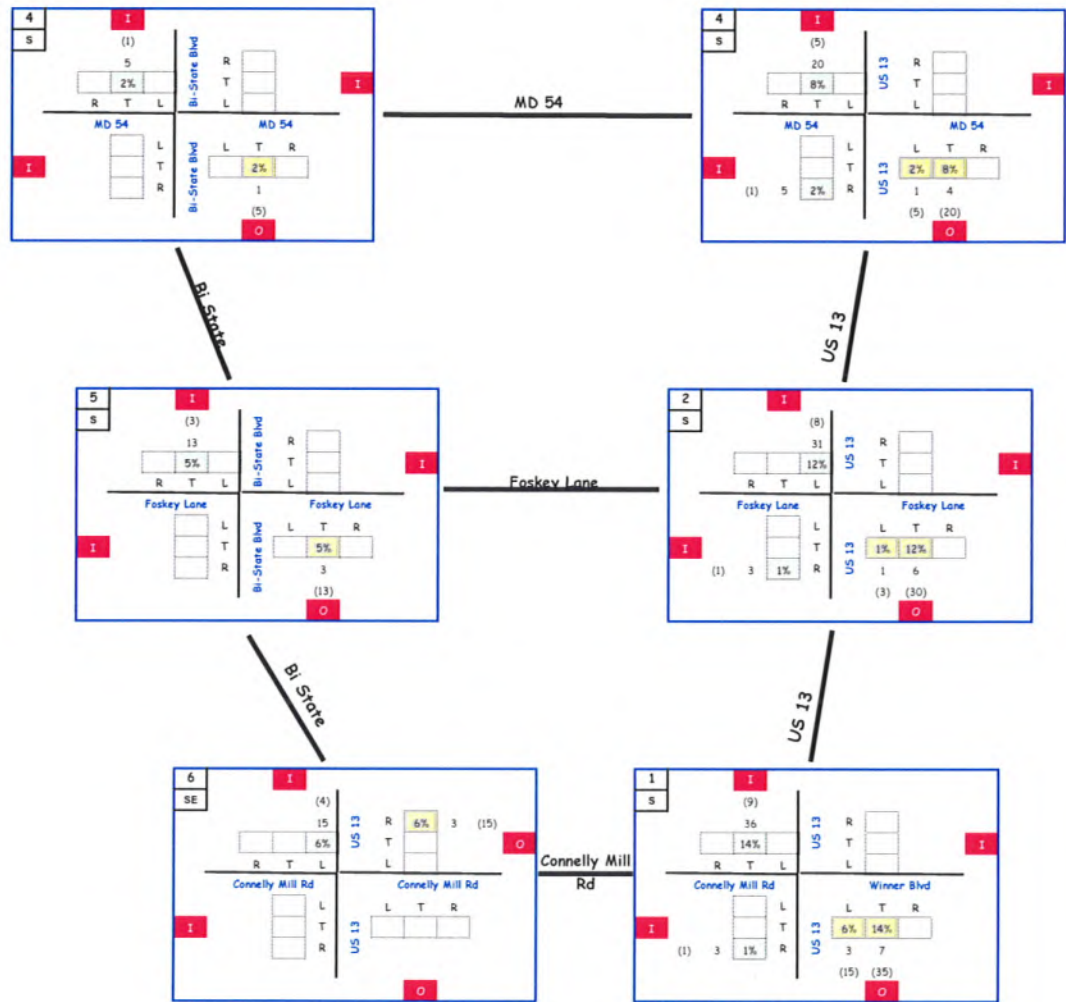 4
S
I
(1)
5
2%
R T L
Bi-State Blvd
R
T
L
I
MD 54
MD 54
I
L
T
R
Bi-State Blvd
Bi-State Blvd
L T R
2%
1
(5)
O
MD 54
4
S
I
(5)
20
8%
R T L
US 13
R
T
L
I
MD 54
MD 54
I
L
T
(1) 5 2% R
US 13
L T R
2% 8%
1 4
(5) (20)
O
Bi State
US 13
5
S
I
(3)
13
5%
R T L
Bi-State Blvd
R
T
L
I
Foskey Lane
Foskey Lane
I
L
T
R
Bi-State Blvd
L T R
5%
3
(13)
O
Foskey Lane
2
S
I
(8)
31
12%
R T L
US 13
R
T
L
I
Foskey Lane
Foskey Lane
I
L
T
(1) 3 1% R
US 13
L T R
1% 12%
1 6
(3) (30)
O
Bi State
US 13
6
SE
I
(4)
15
6%
R T L
US 13
R 6% 3 (15)
T
L
O
Connelly Mill Rd
Connelly Mill Rd
I
L
T
R
US 13
L T R
O
Connelly Mill
Rd
1
S
I
(9)
36
14%
R T L
US 13
R
T
L
I
Connelly Mill Rd
Winner Blvd
I
L
T
(1) 3 1% R
US 13
L T R
6% 14%
3 7
(15) (35)
O